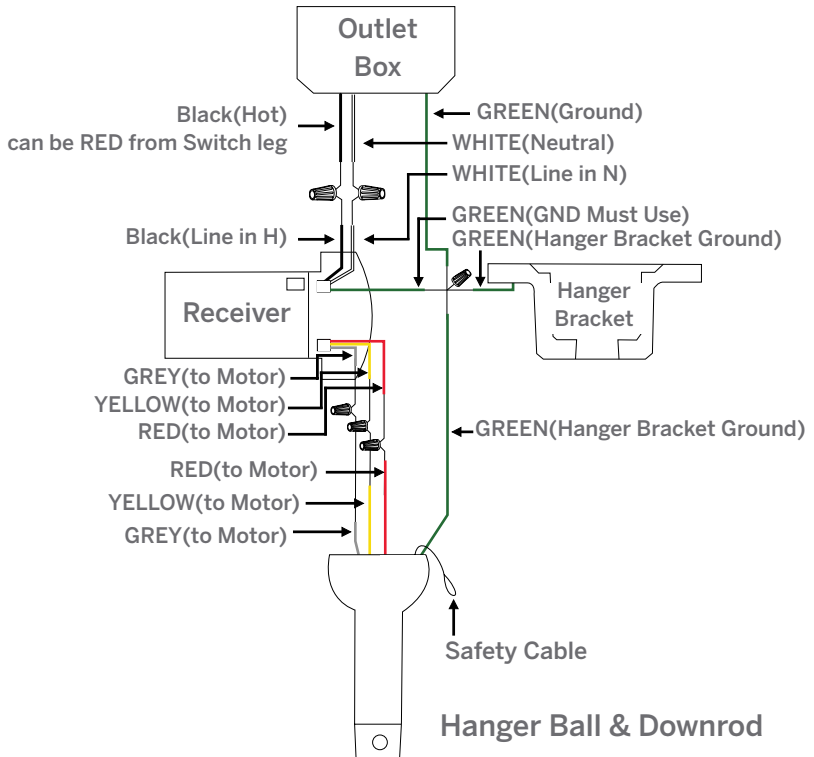 Outlet
Box
Black(Hot)
can be RED from Switch leg
GREEN(Ground)
WHITE(Neutral)
WHITE(Line in N)
GREEN(GND Must Use)
Black(Line in H)
GREEN(Hanger Bracket Ground)
Receiver
Hanger
Bracket
GREY(to Motor)
YELLOW(to Motor)
RED(to Motor)
GREEN(Hanger Bracket Ground)
RED(to Motor)
YELLOW(to Motor)
GREY(to Motor)
Safety Cable
Hanger Ball & Downrod